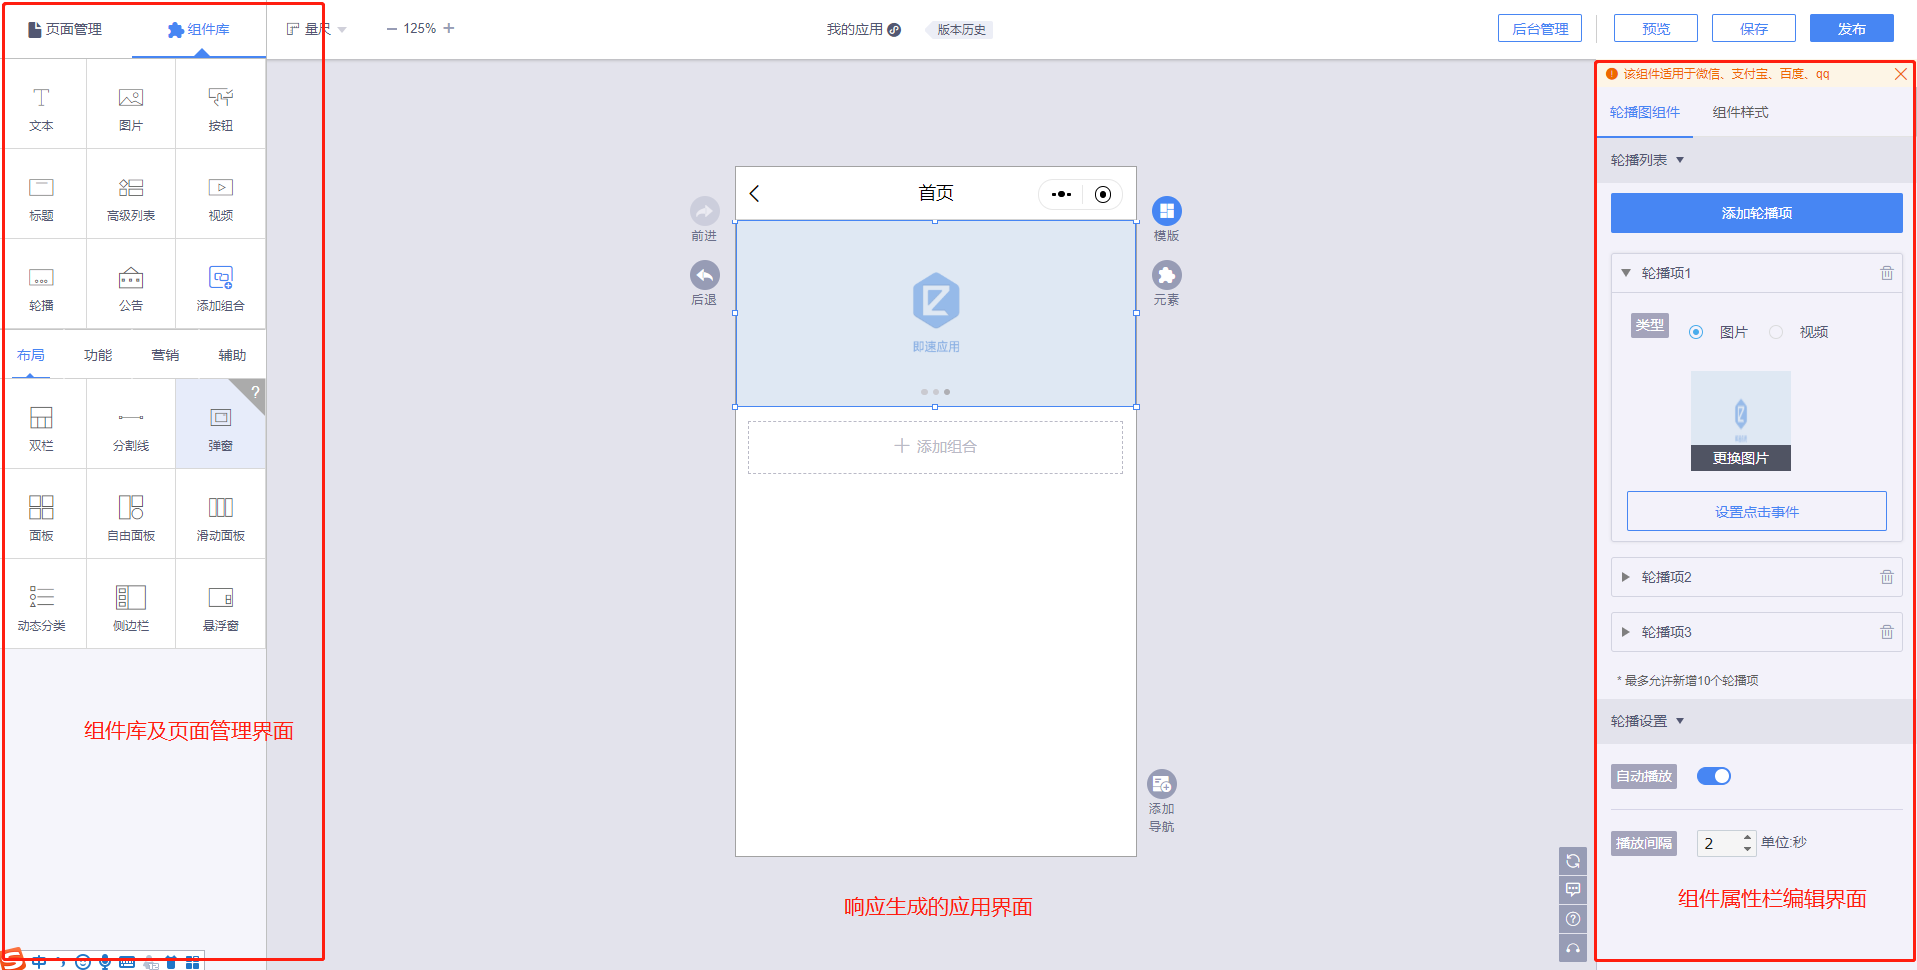 页面管理
组件库
量尺
125%
我的应用
版本历史
后台管理
预览
保存
发布
文本
图片
按钮
标题
高级列表
视频
轮播
公告
添加组合
布局
功能
营销
辅助
?
双栏
分割线
弹窗
面板
自由面板
滑动面板
动态分类
侧边栏
悬浮窗
组件库及页面管理界面
中
前进
后退
首页
即速应用
+ 添加组合
模版
元素
添加
导航
响应生成的应用界面
该组件适用于微信、支付宝、百度、qq
轮播图组件
组件样式
轮播列表
添加轮播项
轮播项1
类型
图片
视频
更换图片
设置点击事件
轮播项2
轮播项3
* 最多允许新增10个轮播项
轮播设置
自动播放
播放间隔
2
单位:秒
组件属性栏编辑界面